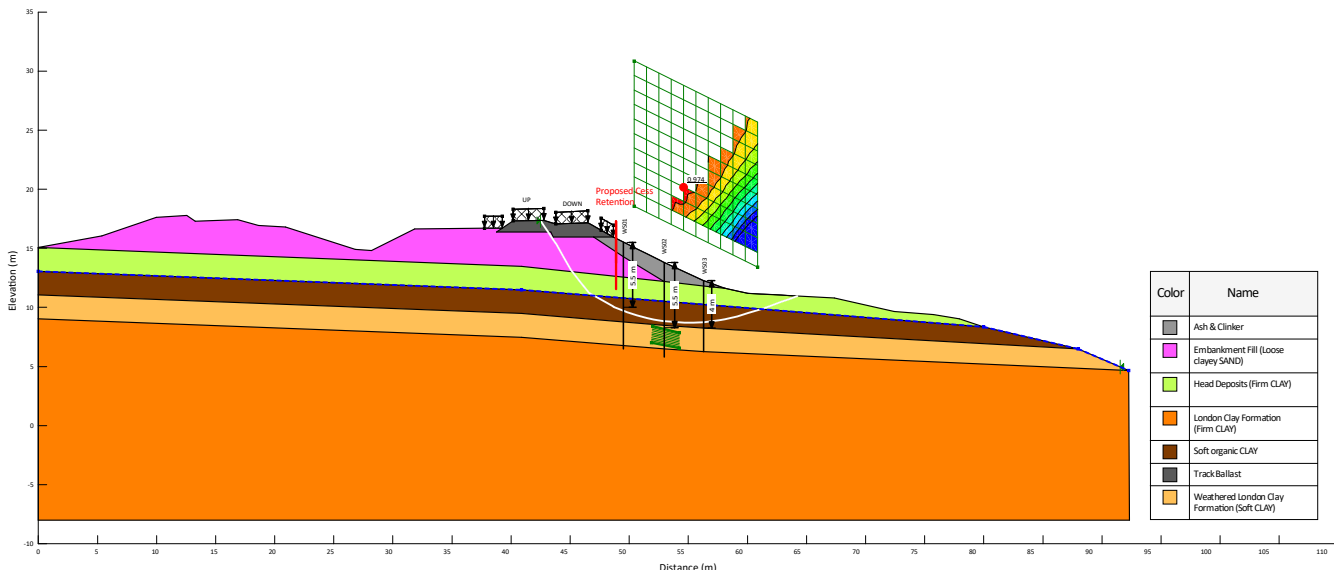 35
30
25
20
15
10
5
0
-5
-10
Elevation (m)
0.974
Proposed Cess
Retention
UP
DOWN
WS01
WS02
WS03
5.5 m
5.5 m
4 m
Color
Name
Ash & Clinker
Embankment Fill (Loose
clayey SAND)
Head Deposits (Firm CLAY)
London Clay Formation
(Firm CLAY)
Soft organic CLAY
Track Ballast
Weathered London Clay
Formation (Soft CLAY)
0 5 10 15 20 25 30 35 40 45 50 55 60 65 70 75 80 85 90 95 100 105 110
Distance (m)